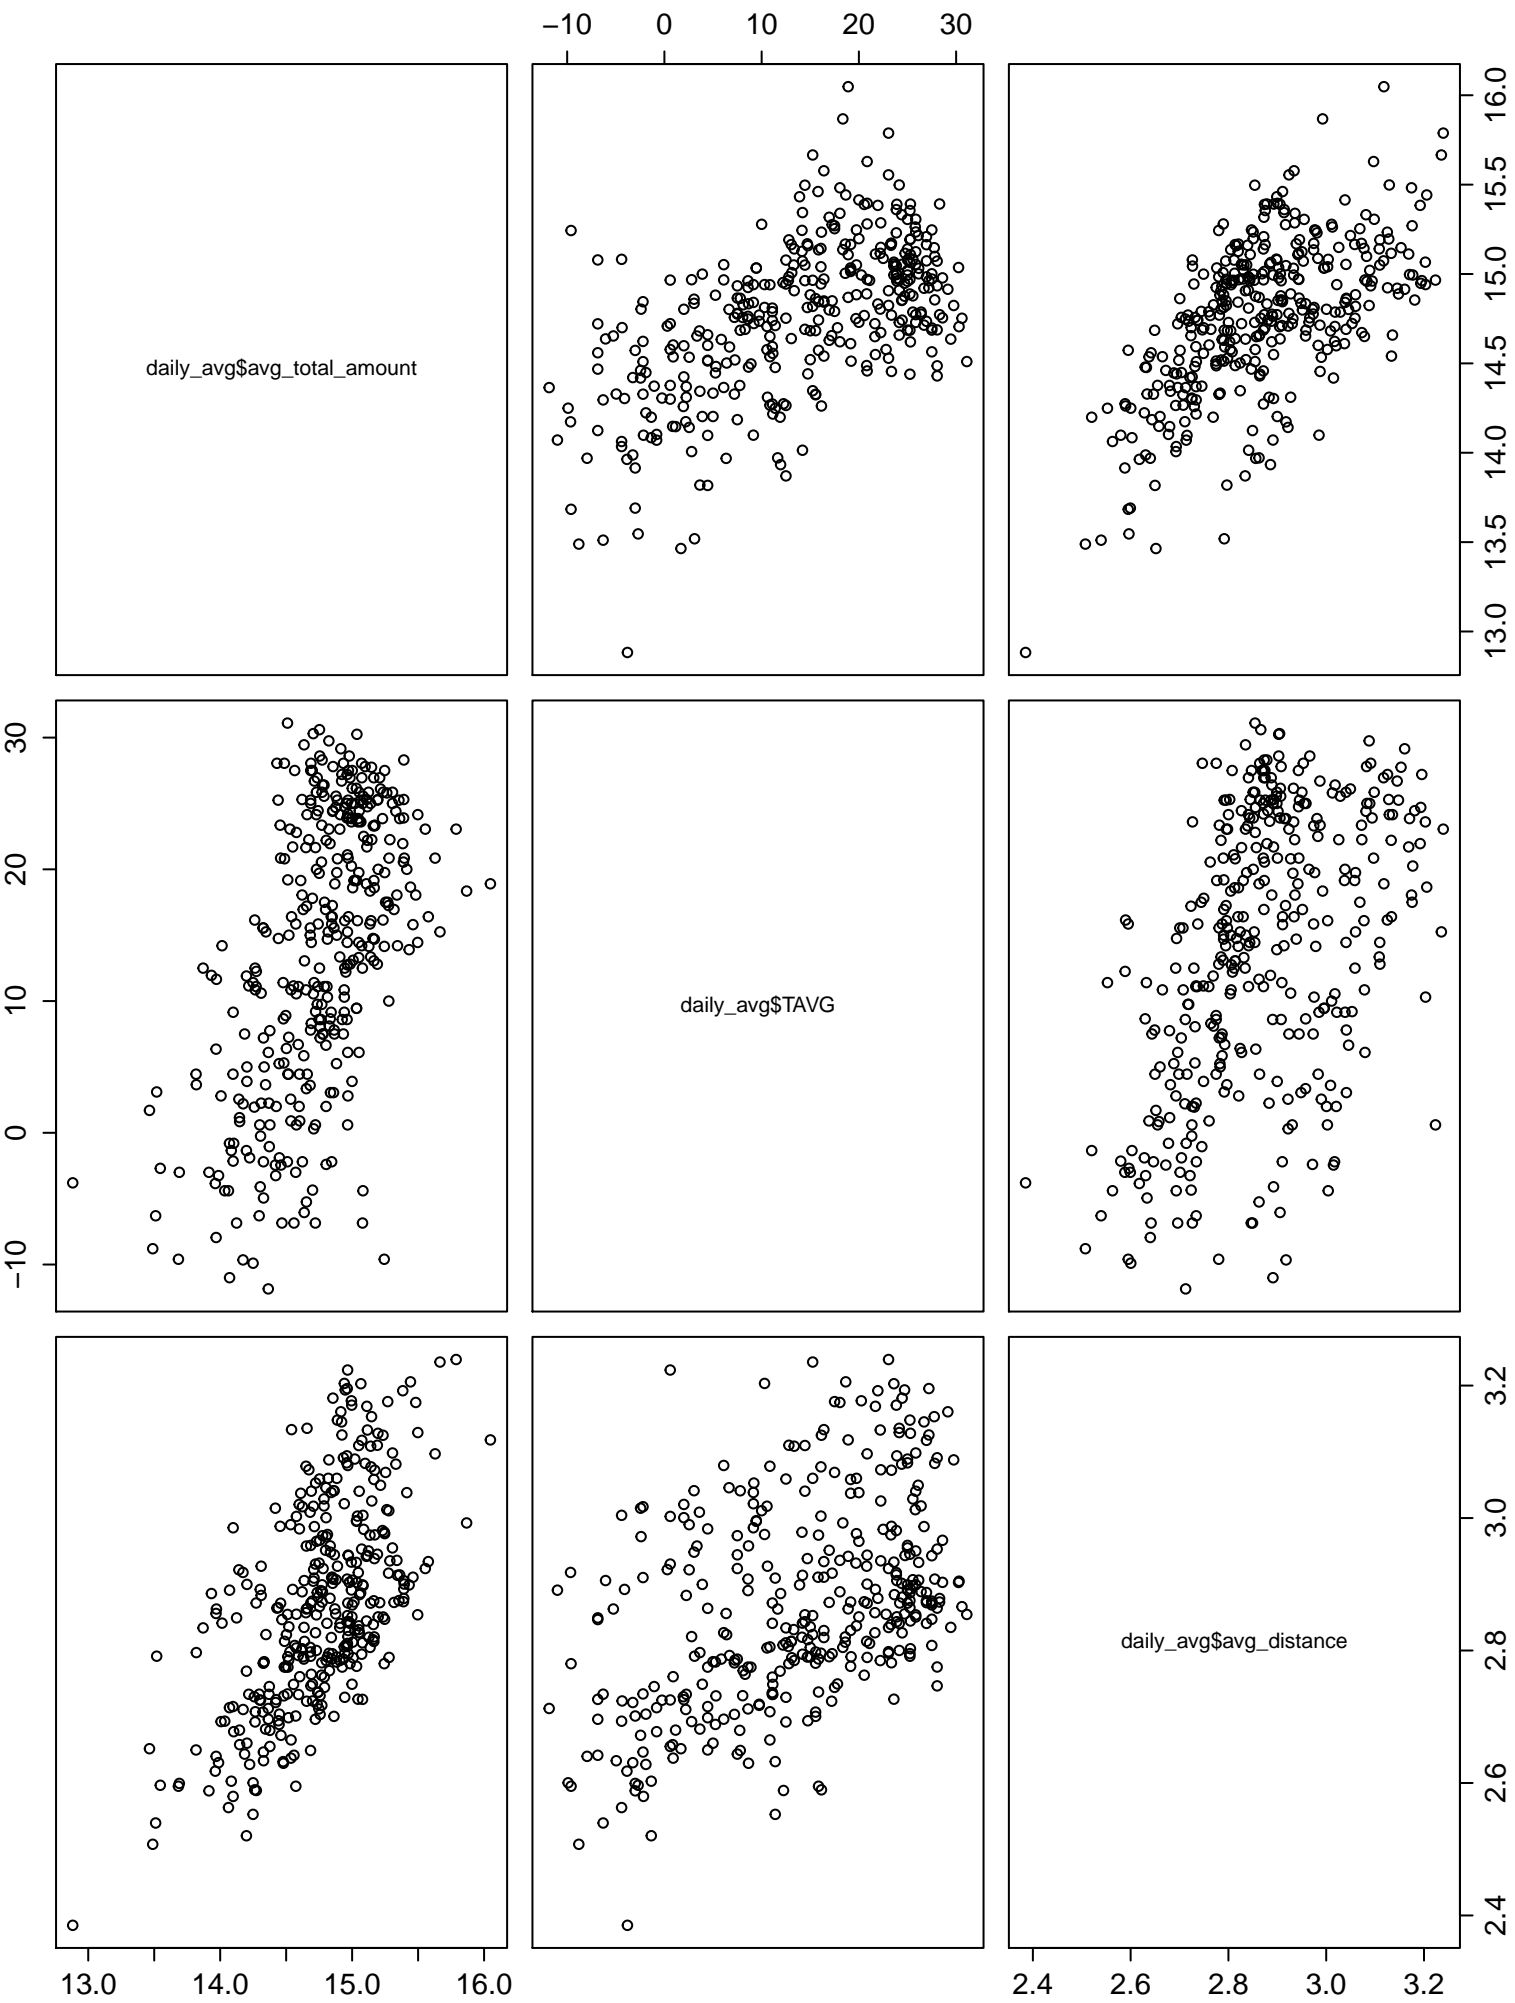 −10 0 10 20 30
daily_avg$avg_total_amount
13.0 13.5 14.0 14.5 15.0 15.5 16.0
−10 0 10 20 30
daily_avg$TAVG
daily_avg$avg_distance
2.4 2.6 2.8 3.0 3.2
13.0 14.0 15.0 16.0
2.4 2.6 2.8 3.0 3.2